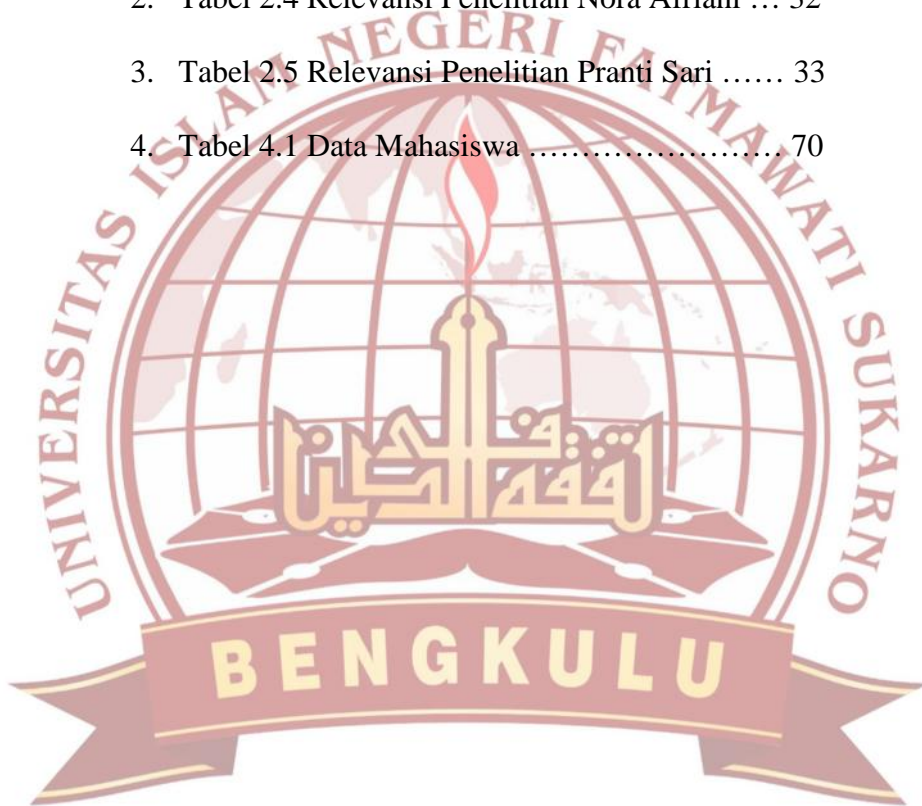 2. Tabel 2.4 Relevansi Penelitian Nora Afriani … 32
3. Tabel 2.5 Relevansi Penelitian Pranti Sari …… 33
4. Tabel 4.1 Data Mahasiswa …………………… 70
UNIVERSITAS ISLAM NEGERI FATMAWATI SUKARNO
BENGKULU